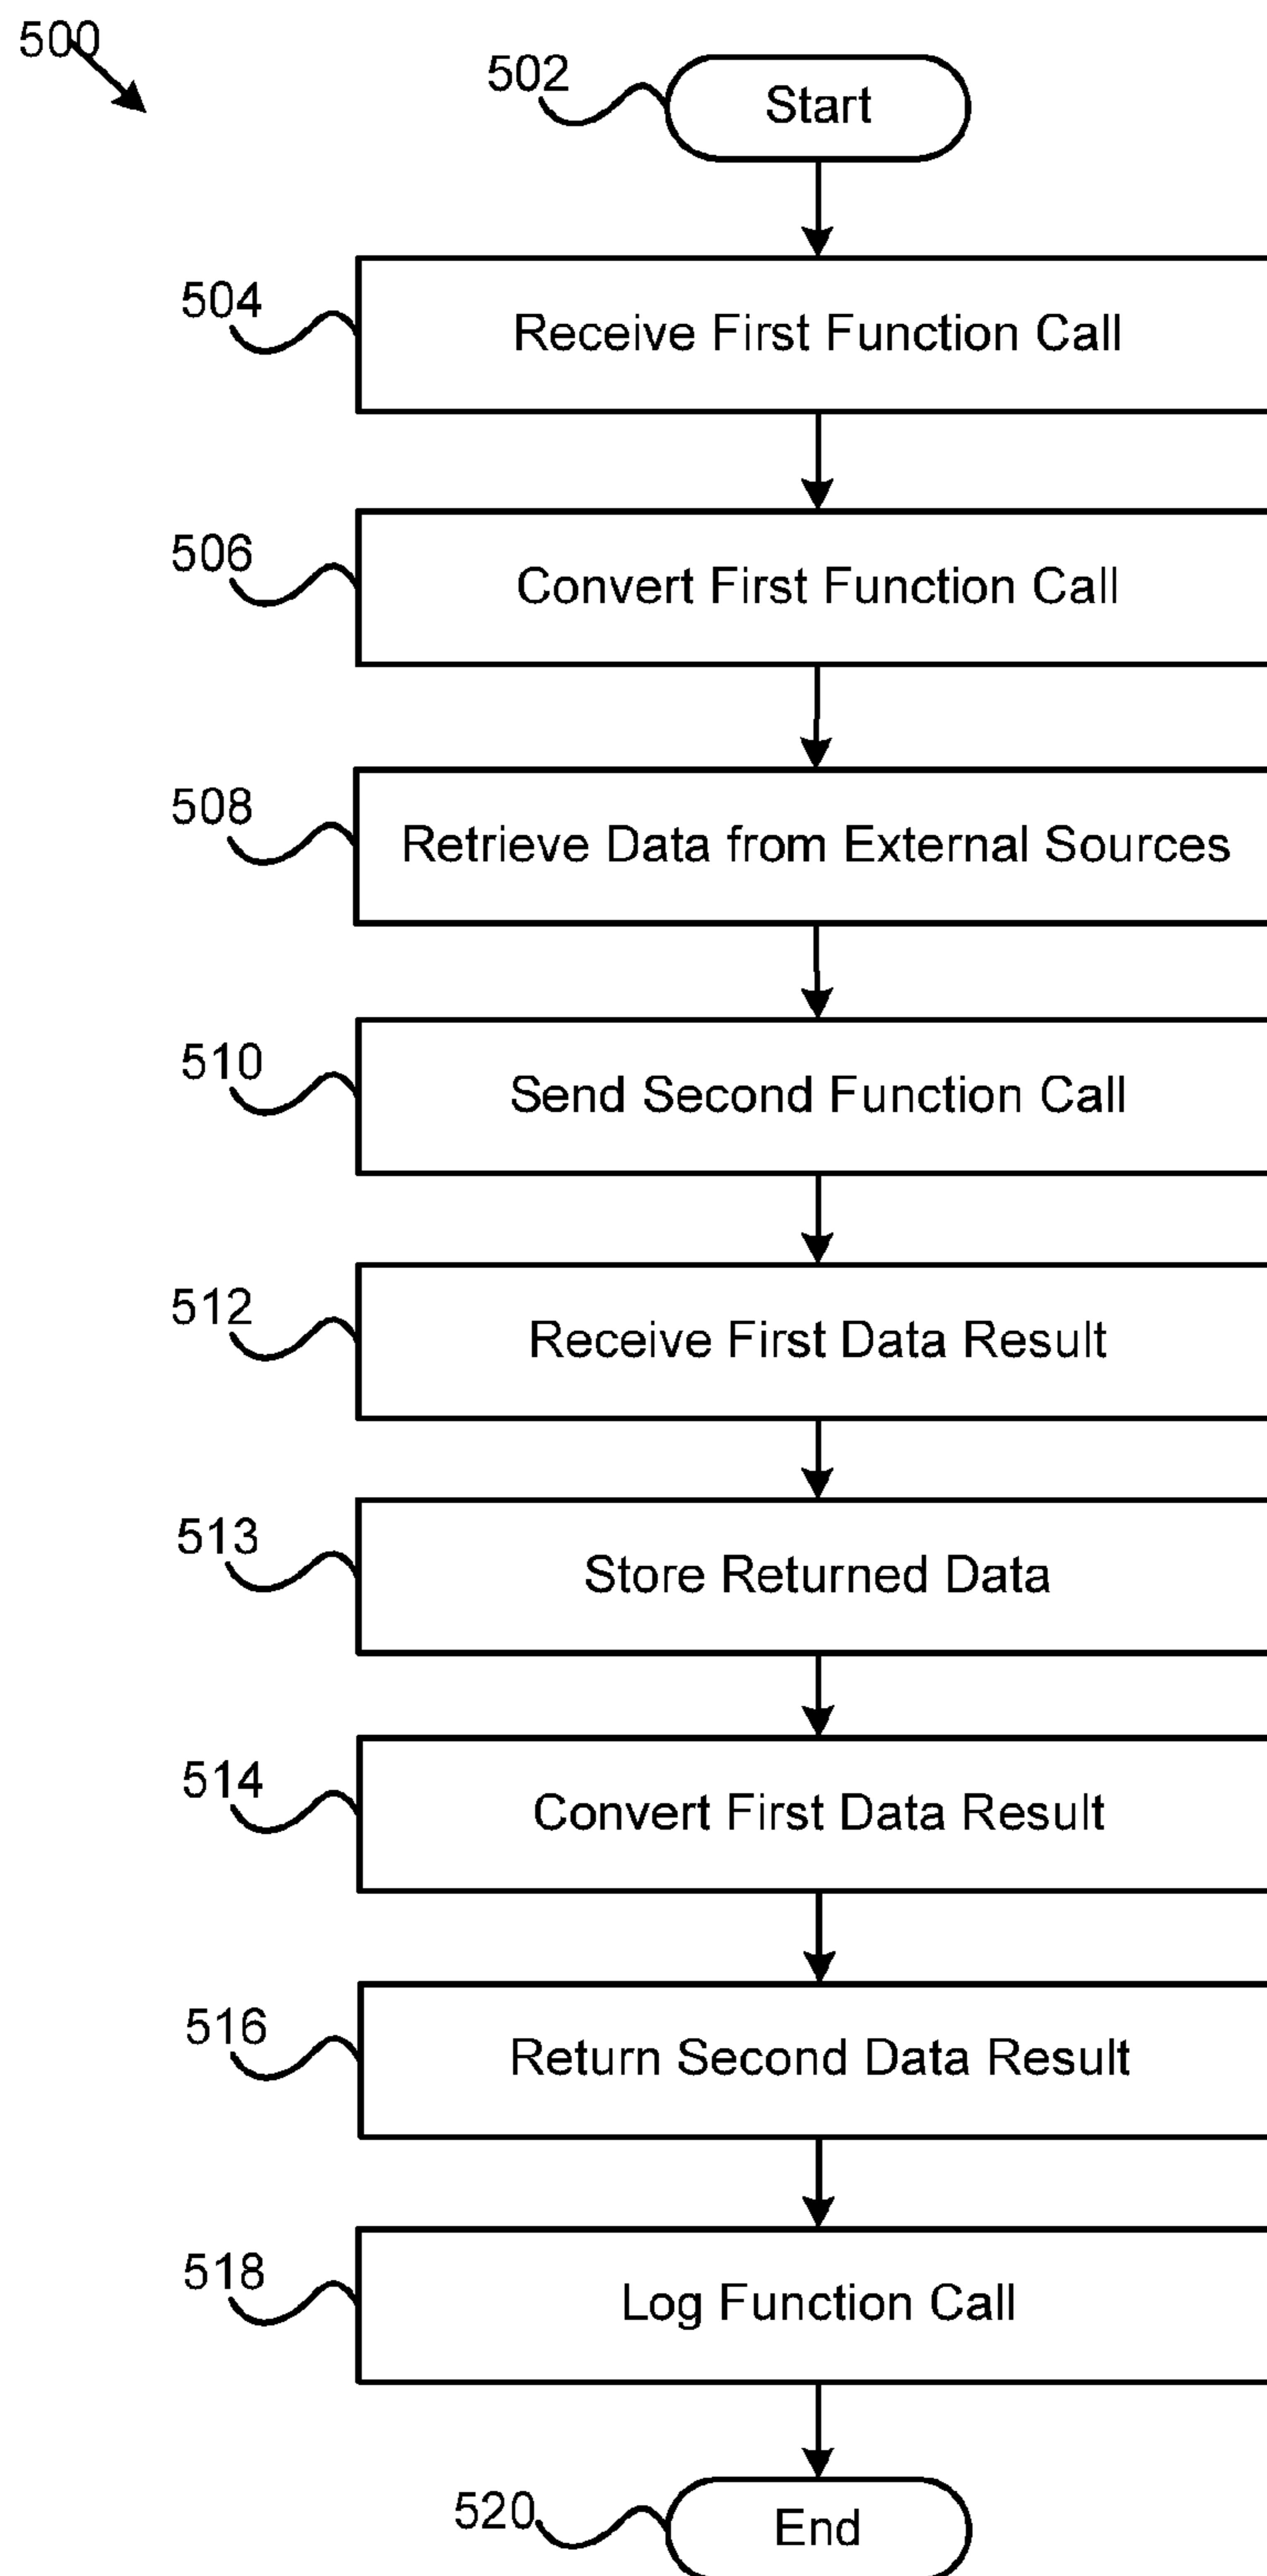 500
502
Start
504
Receive First Function Call
506
Convert First Function Call
508
Retrieve Data from External Sources
510
Send Second Function Call
512
Receive First Data Result
513
Store Returned Data
514
Convert First Data Result
516
Return Second Data Result
518
Log Function Call
520
End